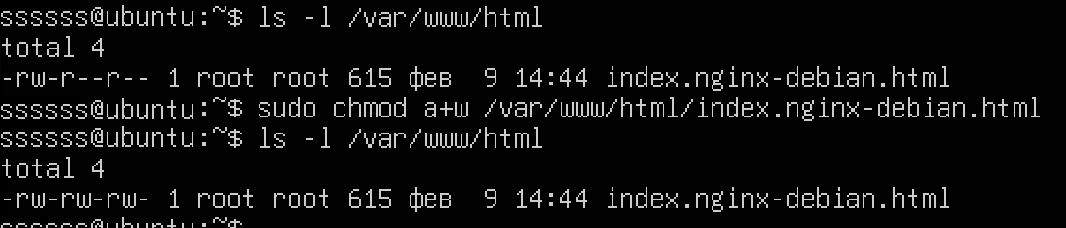 ssssss@ubuntu:~$ ls -l /var/www/html
total 4
-rw-r--r-- 1 root root 615 фев  9 14:44 index.nginx-debian.html
ssssss@ubuntu:~$ sudo chmod a+w /var/www/html/index.nginx-debian.html
ssssss@ubuntu:~$ ls -l /var/www/html
total 4
-rw-rw-rw- 1 root root 615 фев  9 14:44 index.nginx-debian.html
ssssss@ubuntu:~$